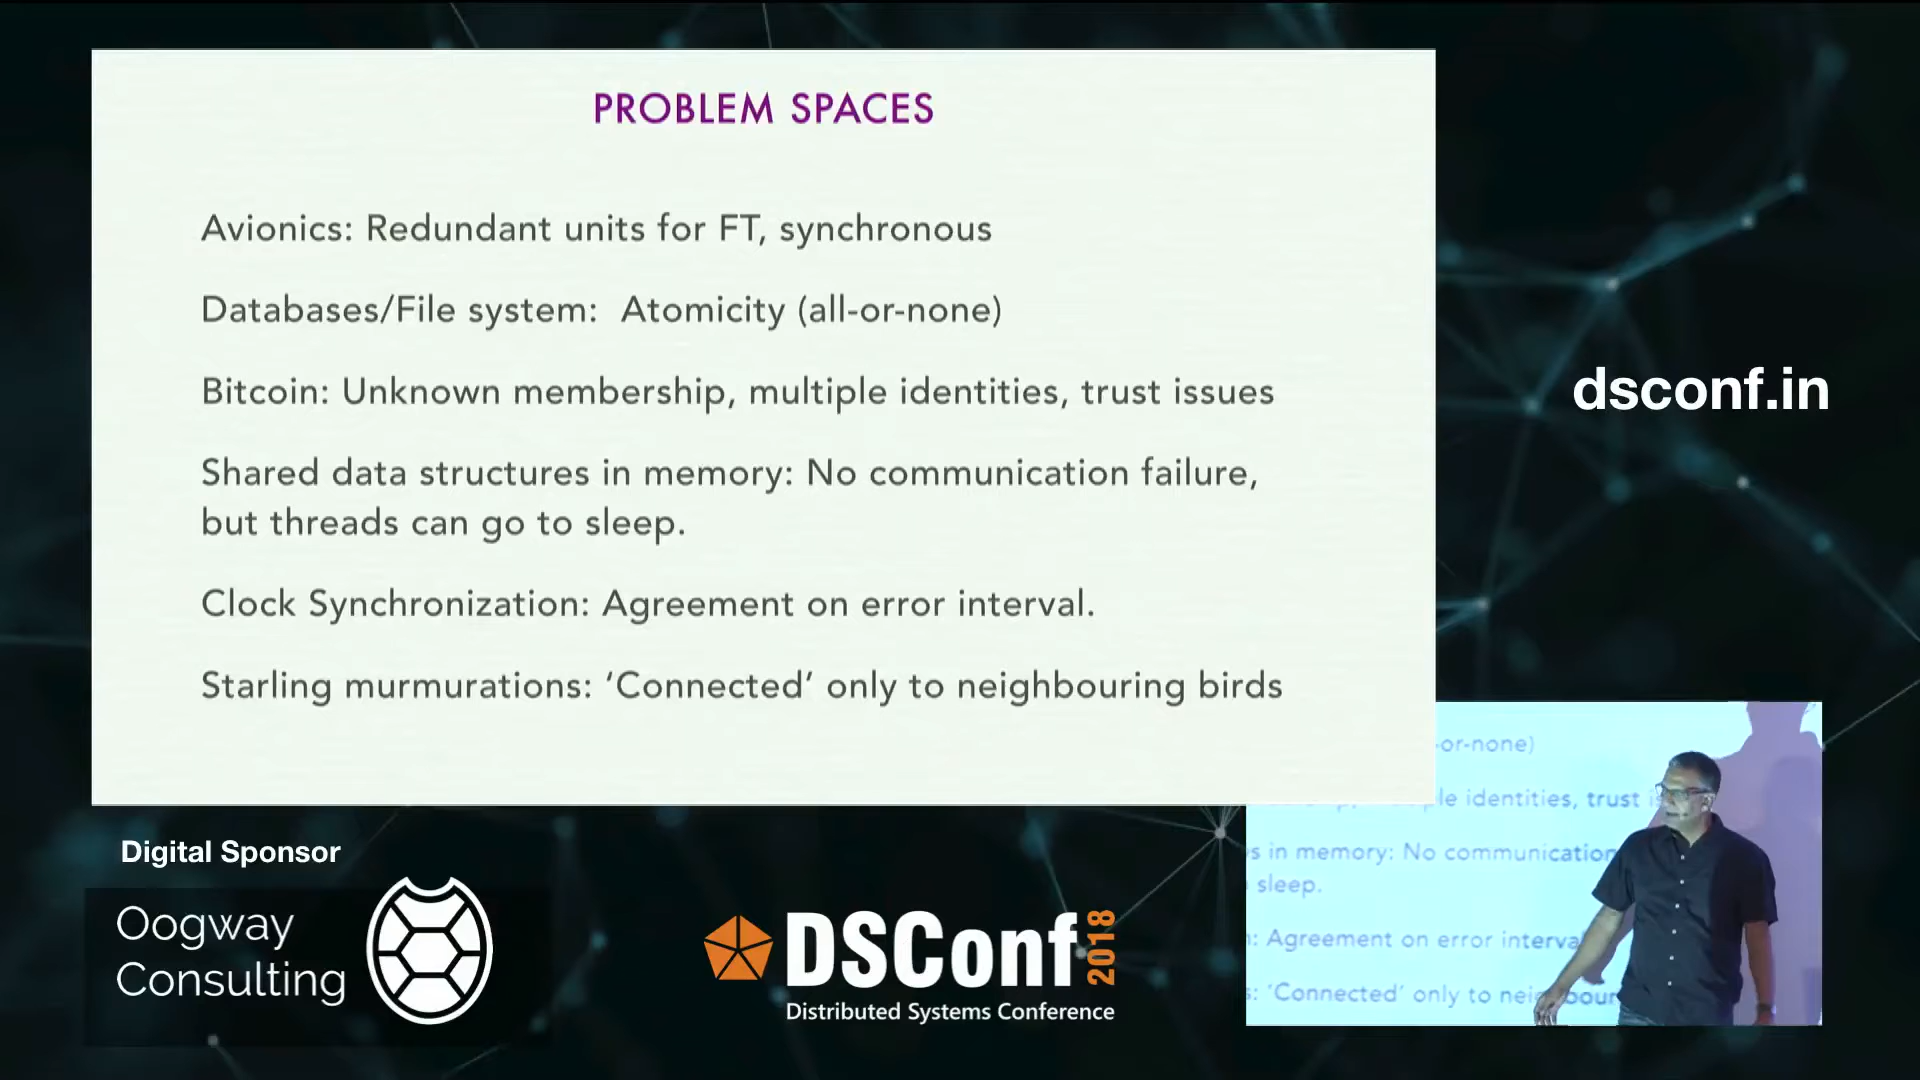 PROBLEM SPACES
Avionics: Redundant units for FT, synchronous
Databases/File system:  Atomicity (all-or-none)
Bitcoin: Unknown membership, multiple identities, trust issues
Shared data structures in memory: No communication failure,
but threads can go to sleep.
Clock Synchronization: Agreement on error interval.
Starling murmurations: ‘Connected’ only to neighbouring birds
dsconf.in
-or-none)
le identities, trust
s in memory: No communication
sleep.
: Agreement on error interva
: ‘Connected’ only to neighbour
Digital Sponsor
Oogway
Consulting
DSConf 2018
Distributed Systems Conference